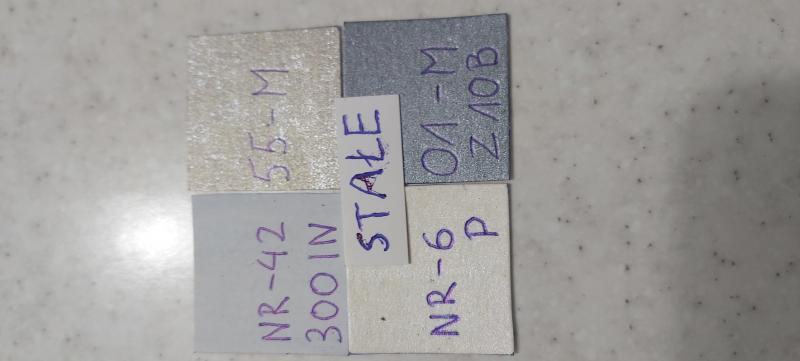 NR-42
300IN
55-M
STAŁE
NR-6
P
01-M
Z10B